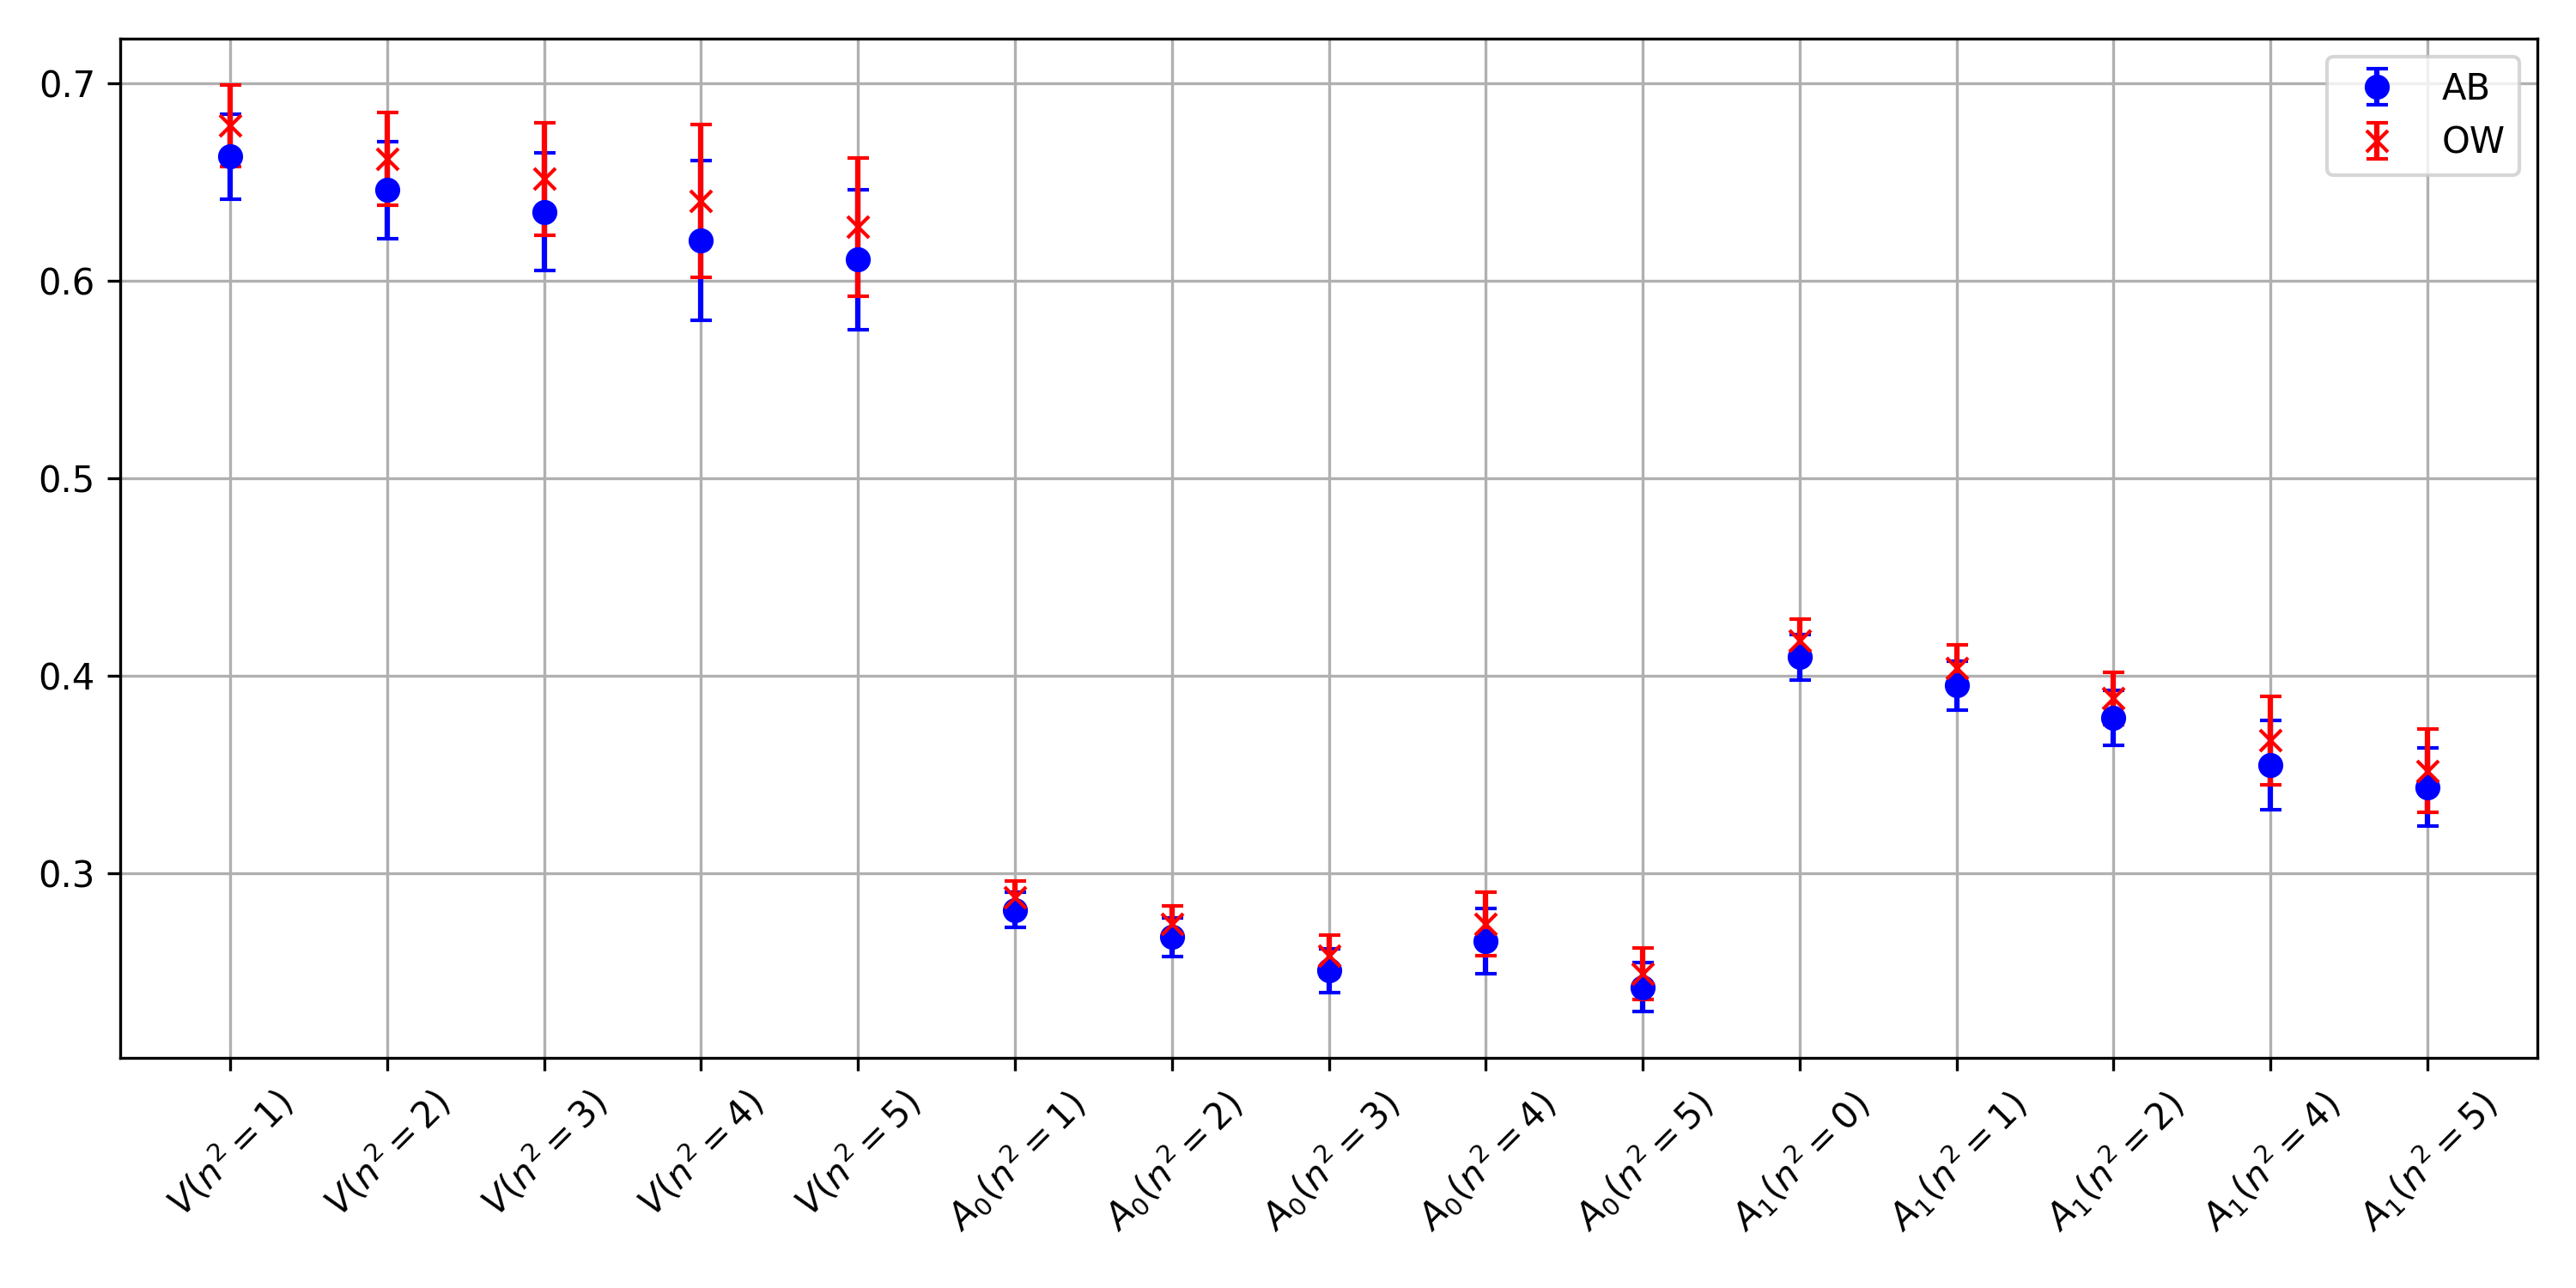 0.7
0.6
0.5
0.4
0.3
AB
OW
V(n²=1)
V(n²=2)
V(n²=3)
V(n²=4)
V(n²=5)
A₀(n²=1)
A₀(n²=2)
A₀(n²=3)
A₀(n²=4)
A₀(n²=5)
A₁(n²=0)
A₁(n²=1)
A₁(n²=2)
A₁(n²=4)
A₁(n²=5)